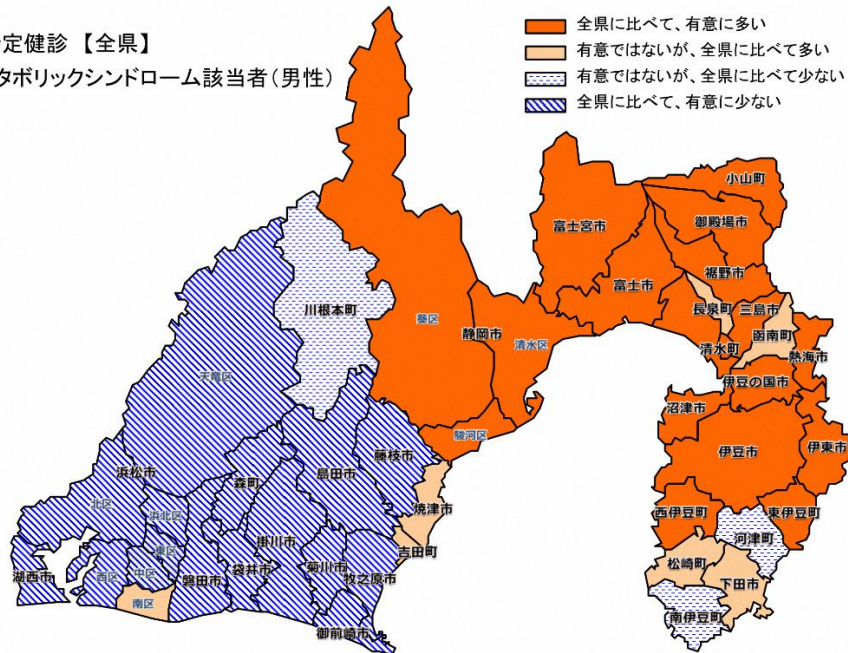 定健診 【全県】
タボリックシンドローム該当者(男性)
全県に比べて、有意に多い
有意ではないが、全県に比べて多い
有意ではないが、全県に比べて少ない
全県に比べて、有意に少ない
小山町
御殿場市
富士宮市
裾野市
富士市
長泉町
三島市
川根本町
函南町
葵区
静岡市
清水区
清水町
熱海市
天竜区
伊豆の国市
沼津市
駿河区
伊豆市
伊東市
藤枝市
浜松市
島田市
森町
北区
浜北区
焼津市
西伊豆町
東伊豆町
掛川市
河津町
東区
吉田町
湖西市
西区
中区
磐田市
袋井市
菊川市
牧之原市
松崎町
下田市
南区
南伊豆町
御前崎市